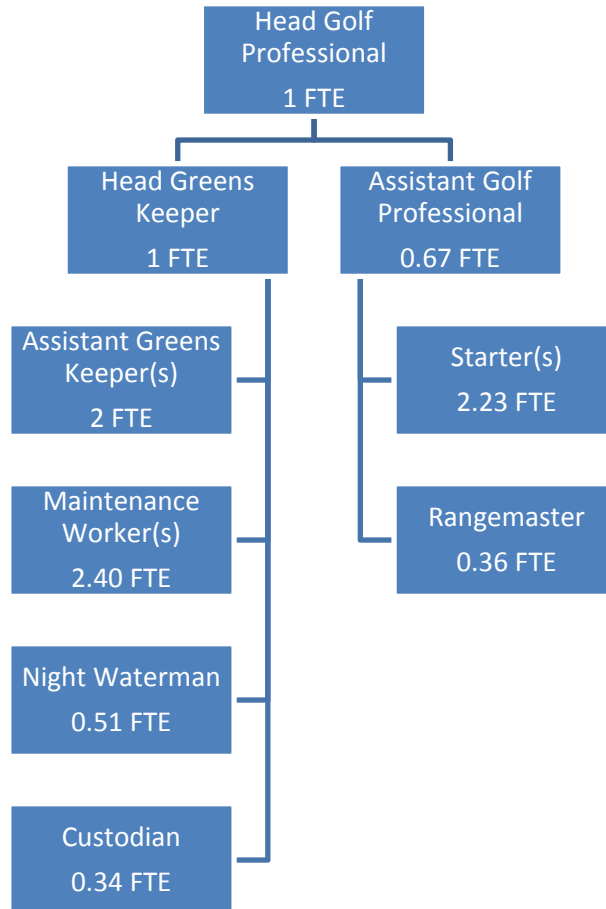 Head Golf
Professional
1 FTE
Head Greens
Keeper
1 FTE
Assistant Golf
Professional
0.67 FTE
Assistant Greens
Keeper(s)
2 FTE
Maintenance
Worker(s)
2.40 FTE
Night Waterman
0.51 FTE
Custodian
0.34 FTE
Starter(s)
2.23 FTE
Rangemaster
0.36 FTE